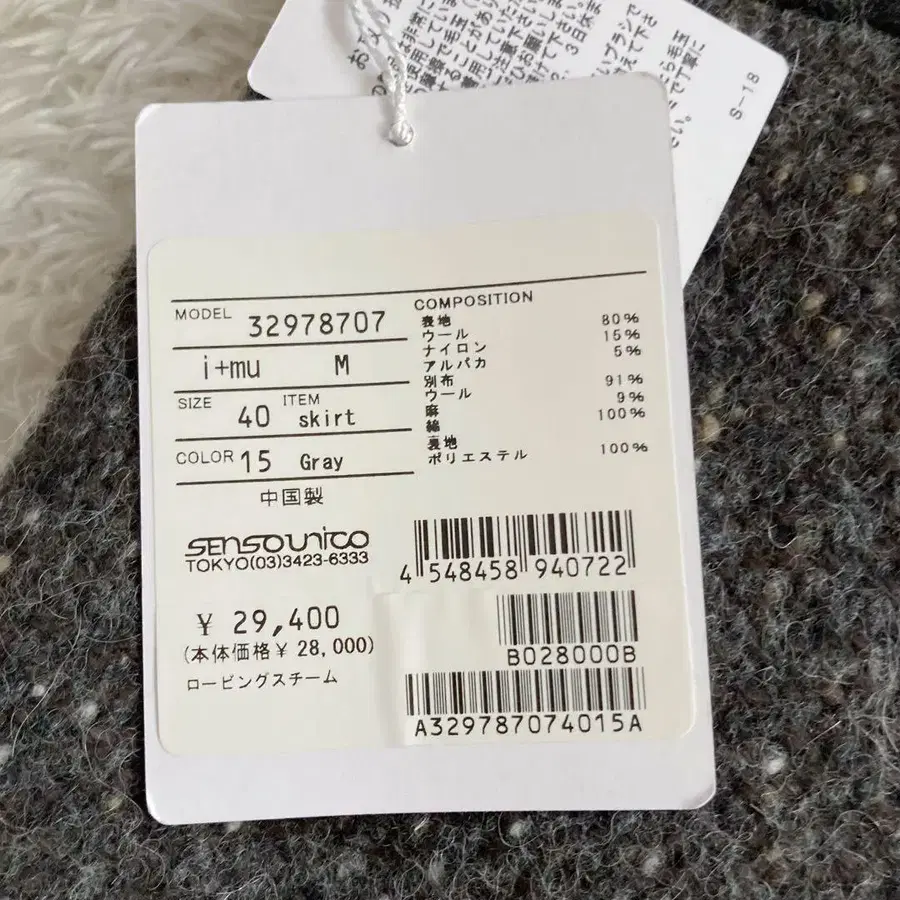 S-18
MODEL 32978707
i+mu M
SIZE 40 ITEM skirt
COLOR 15 Gray
中国製
COMPOSITION
表地 80%
ウール 15%
ナイロン 5%
アルパカ
別布 91%
ウール 9%
麻 100%
綿
裏地 100%
ポリエステル
SENSOUNICO
TOKYO(03)3423-6333
4 548458 940722
¥ 29,400
(本体価格¥ 28,000)
ロービングスチーム
B028000B
A329787074015A